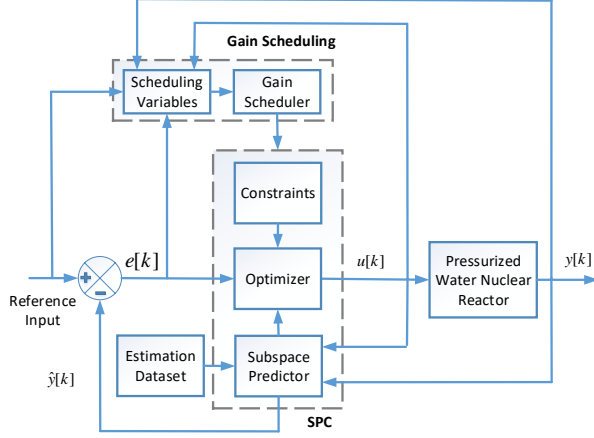 Gain Scheduling
Scheduling
Variables
Gain
Scheduler
Constraints
e[k]
Optimizer
u[k]
Pressurized
Water Nuclear
Reactor
y[k]
+
-
Reference
Input
Estimation
Dataset
Subspace
Predictor
ŷ[k]
SPC